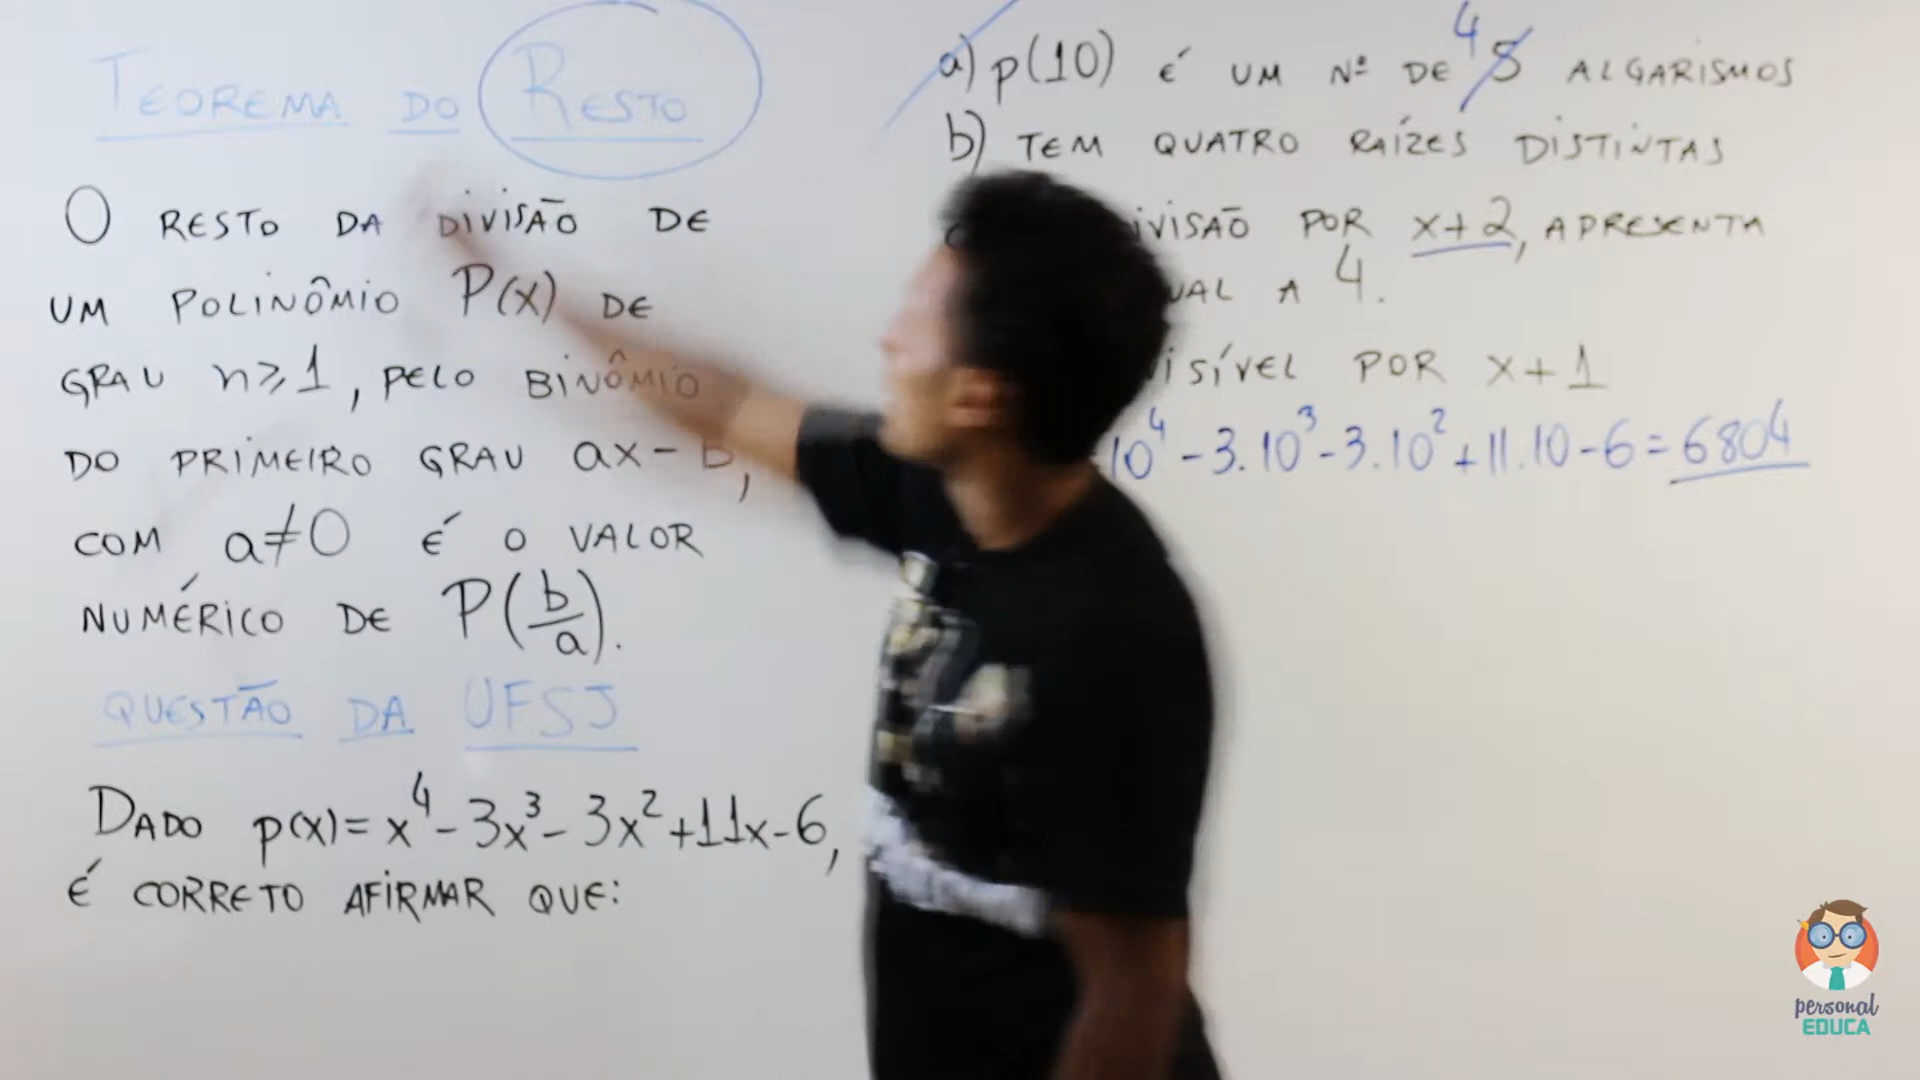 TEOREMA DO RESTO
O RESTO DA DIVISÃO DE
UM POLINÔMIO P(X) DE
GRAU n⩾1, PELO BINÔMIO
DO PRIMEIRO GRAU ax-b,
COM a≠0 É O VALOR
NUMÉRICO DE P(b/a).
QUESTÃO DA UFSJ
DADO p(x)=x⁴-3x³-3x²+11x-6,
É CORRETO AFIRMAR QUE:
a) p(10) É UM Nº DE 4 5 ALGARISMOS
b) TEM QUATRO RAÍZES DISTINTAS
POR x+2, APRESENTA
A 4.
POR X+1
10⁴-3.10³-3.10²+11.10-6=6804
personal
EDUCA